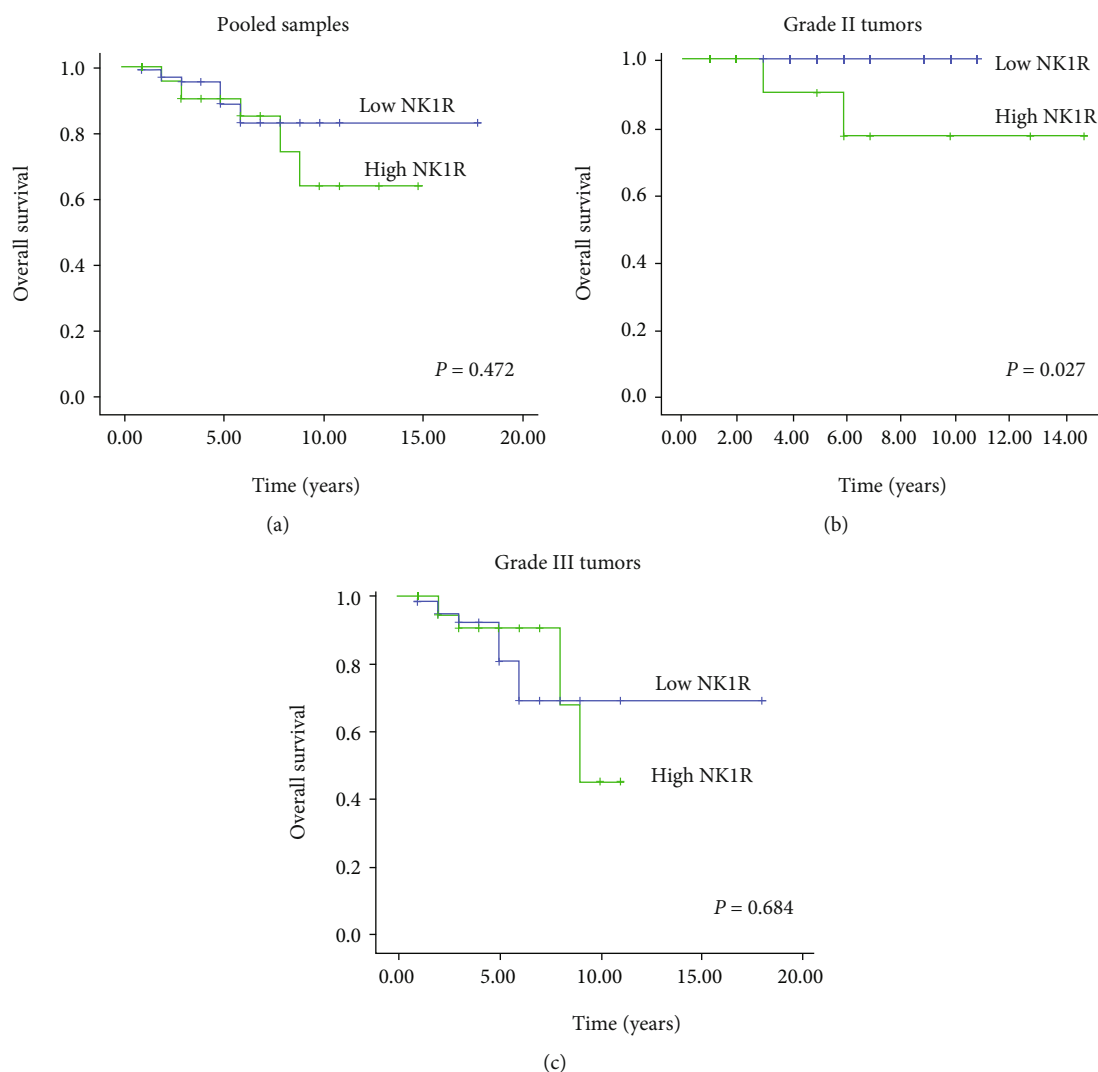 Pooled samples
1.0
0.8
0.6
0.4
0.2
0.0
Overall survival
Low NK1R
High NK1R
P = 0.472
0.00 5.00 10.00 15.00 20.00
Time (years)
(a)
Grade II tumors
1.0
0.8
0.6
0.4
0.2
0.0
Overall survival
Low NK1R
High NK1R
P = 0.027
0.00 2.00 4.00 6.00 8.00 10.00 12.00 14.00
Time (years)
(b)
Grade III tumors
1.0
0.8
0.6
0.4
0.2
0.0
Overall survival
Low NK1R
High NK1R
P = 0.684
0.00 5.00 10.00 15.00 20.00
Time (years)
(c)